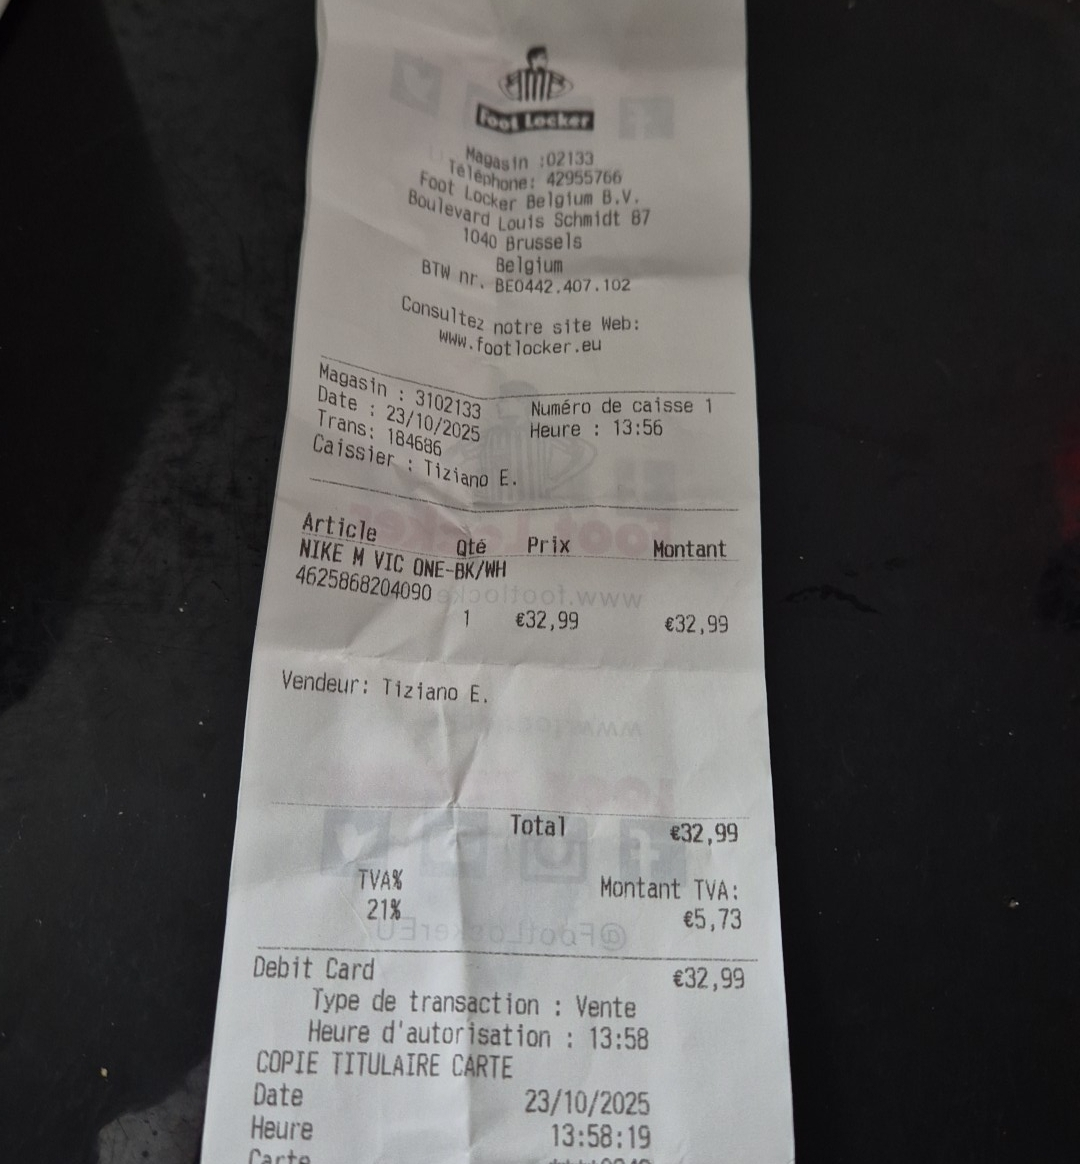 Foot Locker
Magasin :02133
Téléphone: 42955766
Foot Locker Belgium B.V.
Boulevard Louis Schmidt 87
1040 Brussels
Belgium
BTW nr. BE0442.407.102
Consultez notre site Web:
www.footlocker.eu
Magasin : 3102133 Numéro de caisse 1
Date : 23/10/2025 Heure : 13:56
Trans: 184686
Caissier : Tiziano E.
Article Qté Prix Montant
NIKE M VIC ONE-BK/WH
4625868204090
1 €32,99 €32,99
Vendeur: Tiziano E.
Total €32,99
TVA% Montant TVA:
21% €5,73
Debit Card €32,99
Type de transaction : Vente
Heure d'autorisation : 13:58
COPIE TITULAIRE CARTE
Date 23/10/2025
Heure 13:58:19
Carte